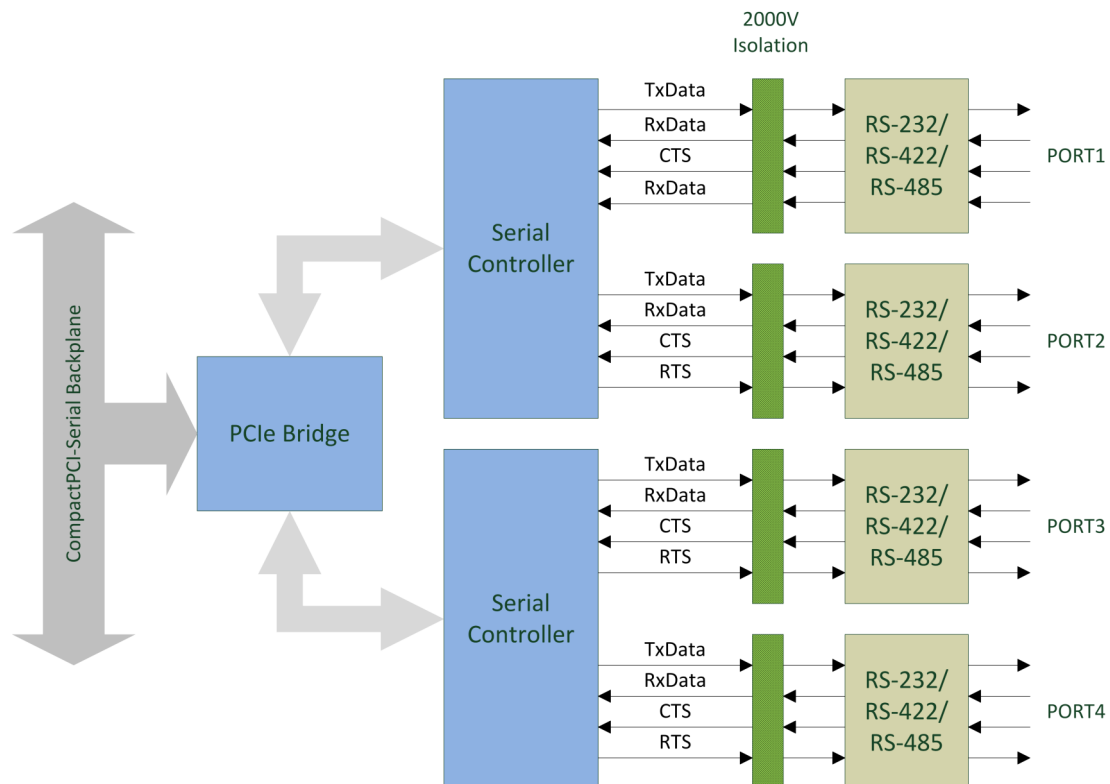 2000V
Isolation
TxData
RxData
CTS
RxData
RS-232/
RS-422/
RS-485
PORT1
Serial
Controller
TxData
RxData
CTS
RTS
RS-232/
RS-422/
RS-485
PORT2
CompactPCI-Serial Backplane
PCIe Bridge
TxData
RxData
CTS
RTS
RS-232/
RS-422/
RS-485
PORT3
Serial
Controller
TxData
RxData
CTS
RTS
RS-232/
RS-422/
RS-485
PORT4